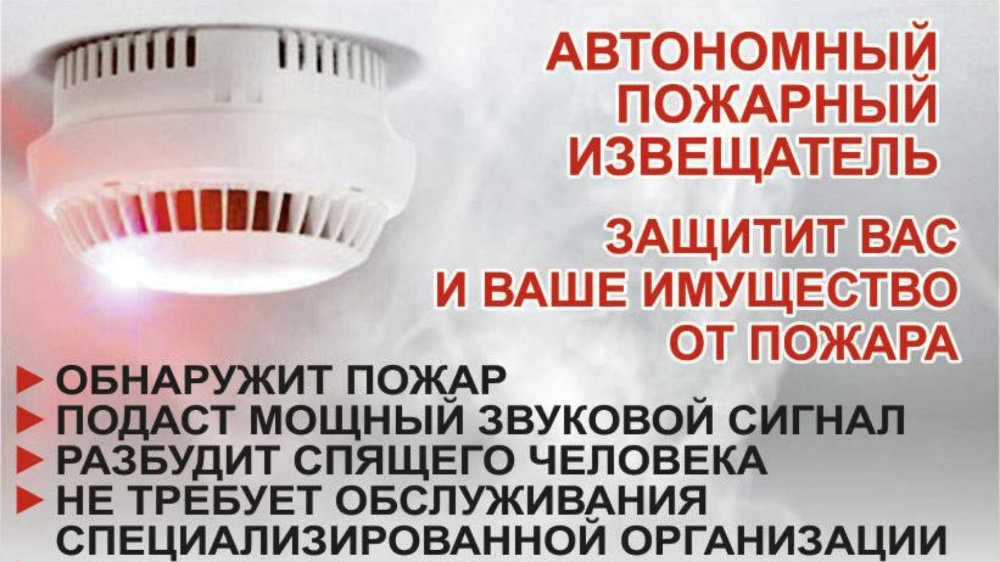 АВТОНОМНЫЙ
ПОЖАРНЫЙ
ИЗВЕЩАТЕЛЬ
ЗАЩИТИТ ВАС
И ВАШЕ ИМУЩЕСТВО
ОТ ПОЖАРА
ОБНАРУЖИТ ПОЖАР
ПОДАСТ МОЩНЫЙ ЗВУКОВОЙ СИГНАЛ
РАЗБУДИТ СПЯЩЕГО ЧЕЛОВЕКА
НЕ ТРЕБУЕТ ОБСЛУЖИВАНИЯ
СПЕЦИАЛИЗИРОВАННОЙ ОРГАНИЗАЦИИ